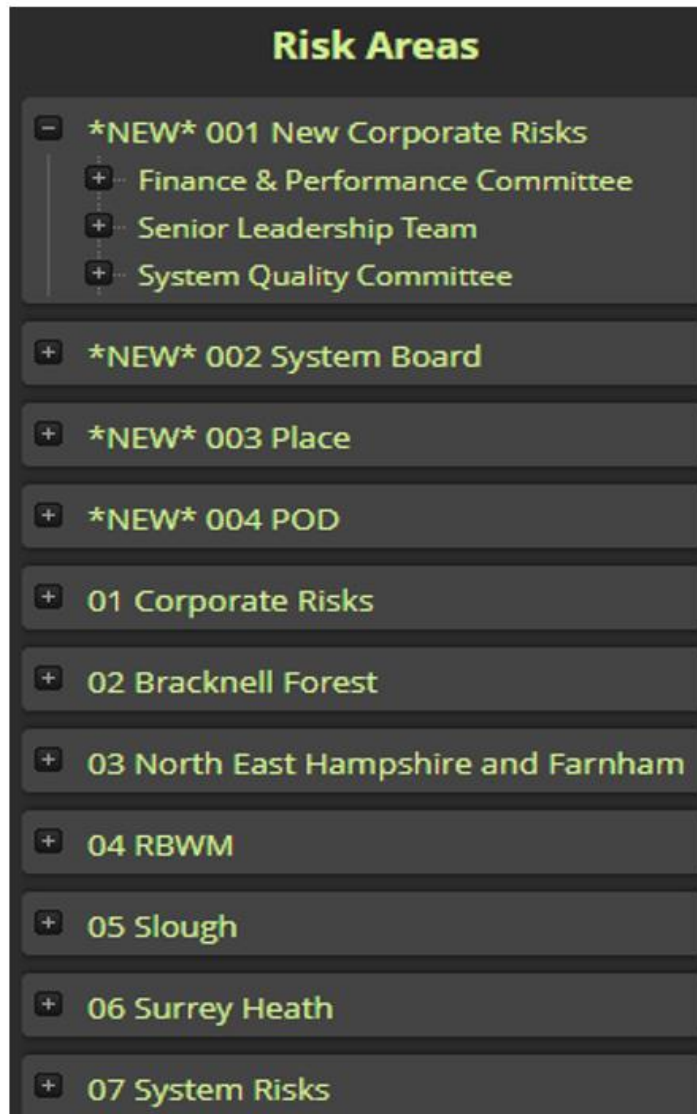 Risk Areas
*NEW* 001 New Corporate Risks
Finance & Performance Committee
Senior Leadership Team
System Quality Committee
*NEW* 002 System Board
*NEW* 003 Place
*NEW* 004 POD
01 Corporate Risks
02 Bracknell Forest
03 North East Hampshire and Farnham
04 RBWM
05 Slough
06 Surrey Heath
07 System Risks